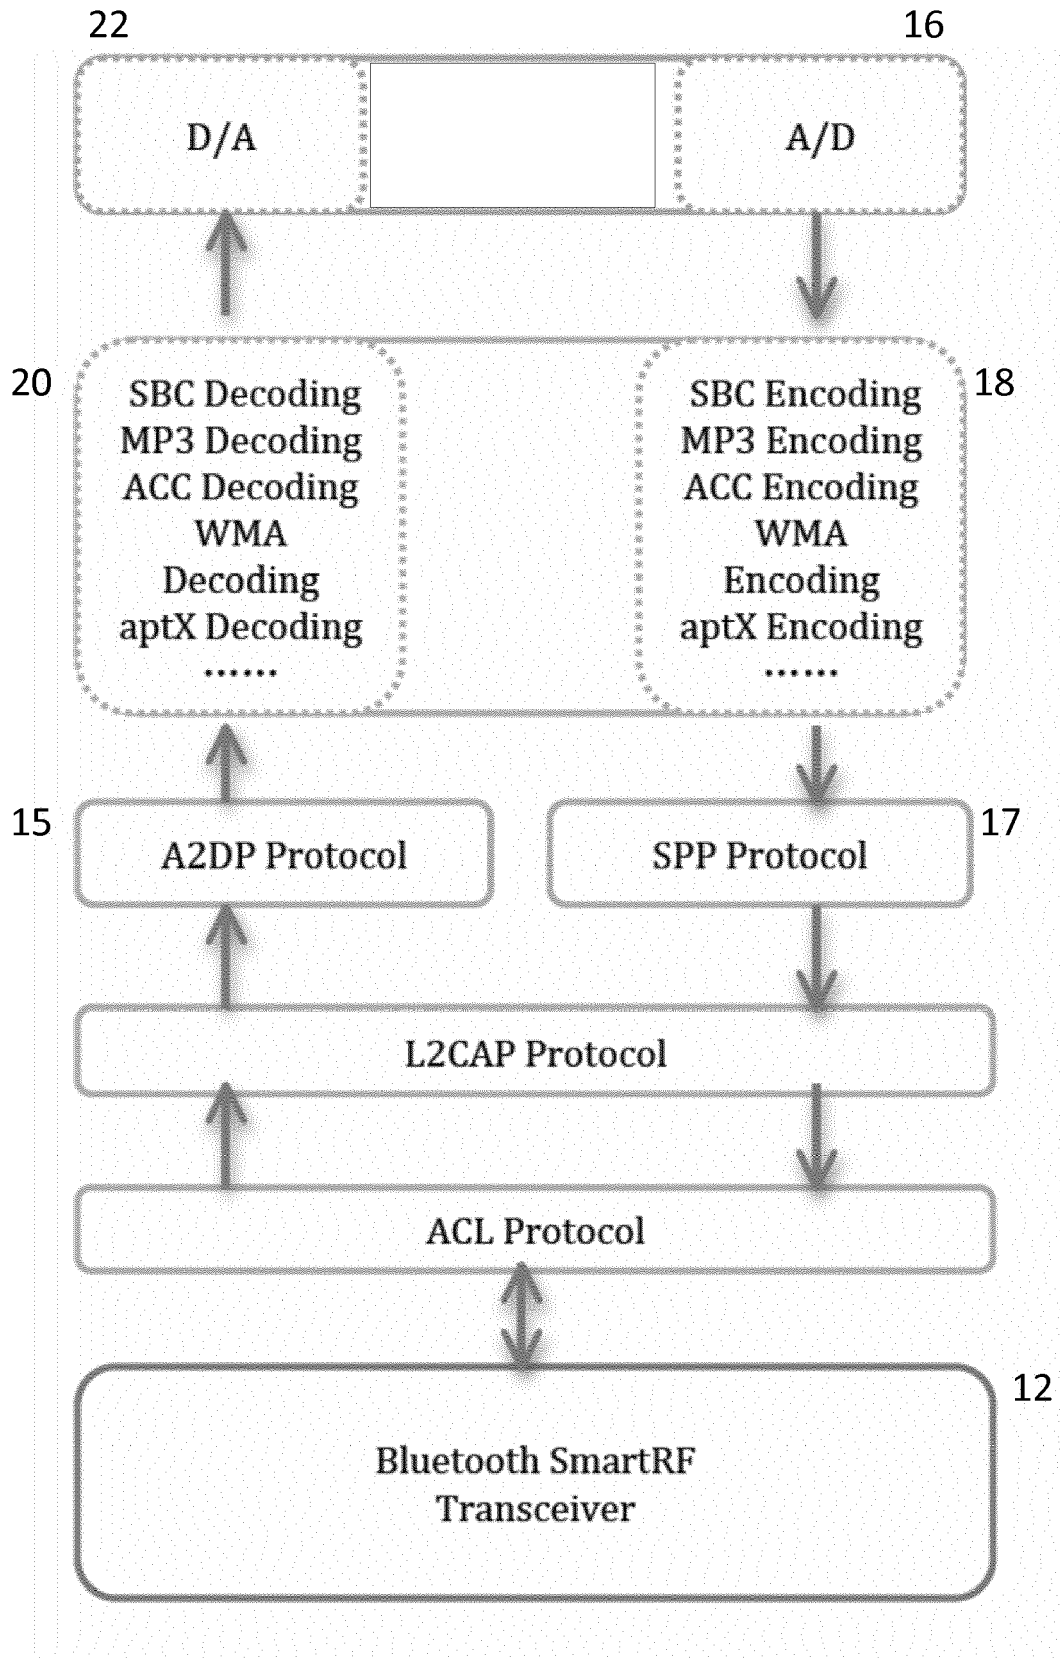 22
16
D/A
A/D
20
18
SBC Decoding
MP3 Decoding
ACC Decoding
WMA
Decoding
aptX Decoding
......
SBC Encoding
MP3 Encoding
ACC Encoding
WMA
Encoding
aptX Encoding
......
15
17
A2DP Protocol
SPP Protocol
L2CAP Protocol
ACL Protocol
12
Bluetooth SmartRF
Transceiver